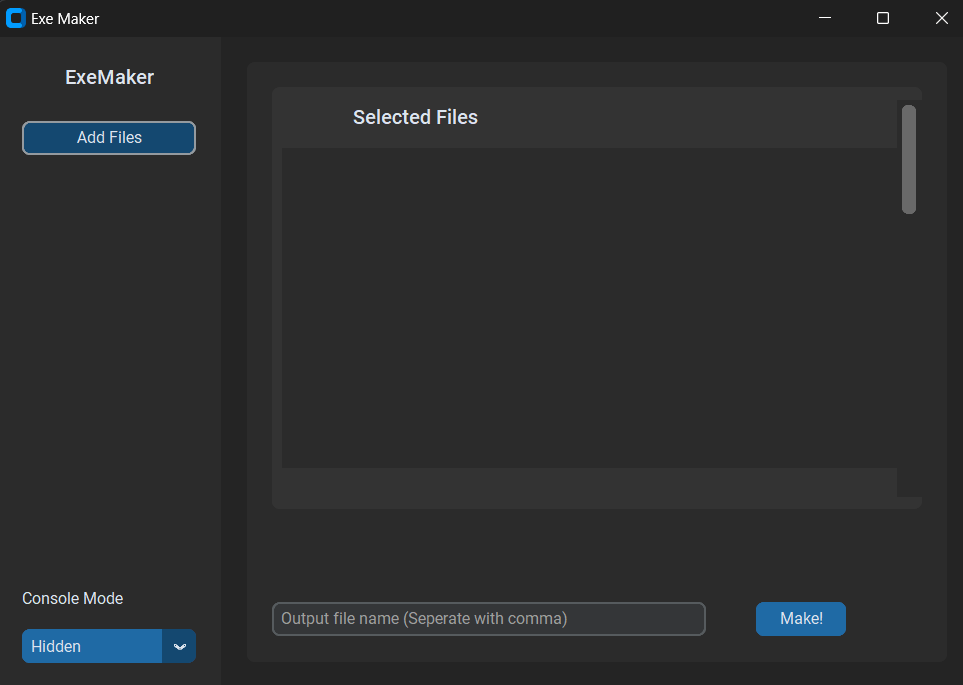 Exe Maker
ExeMaker
Add Files
Selected Files
Console Mode
Hidden
Output file name (Seperate with comma)
Make!